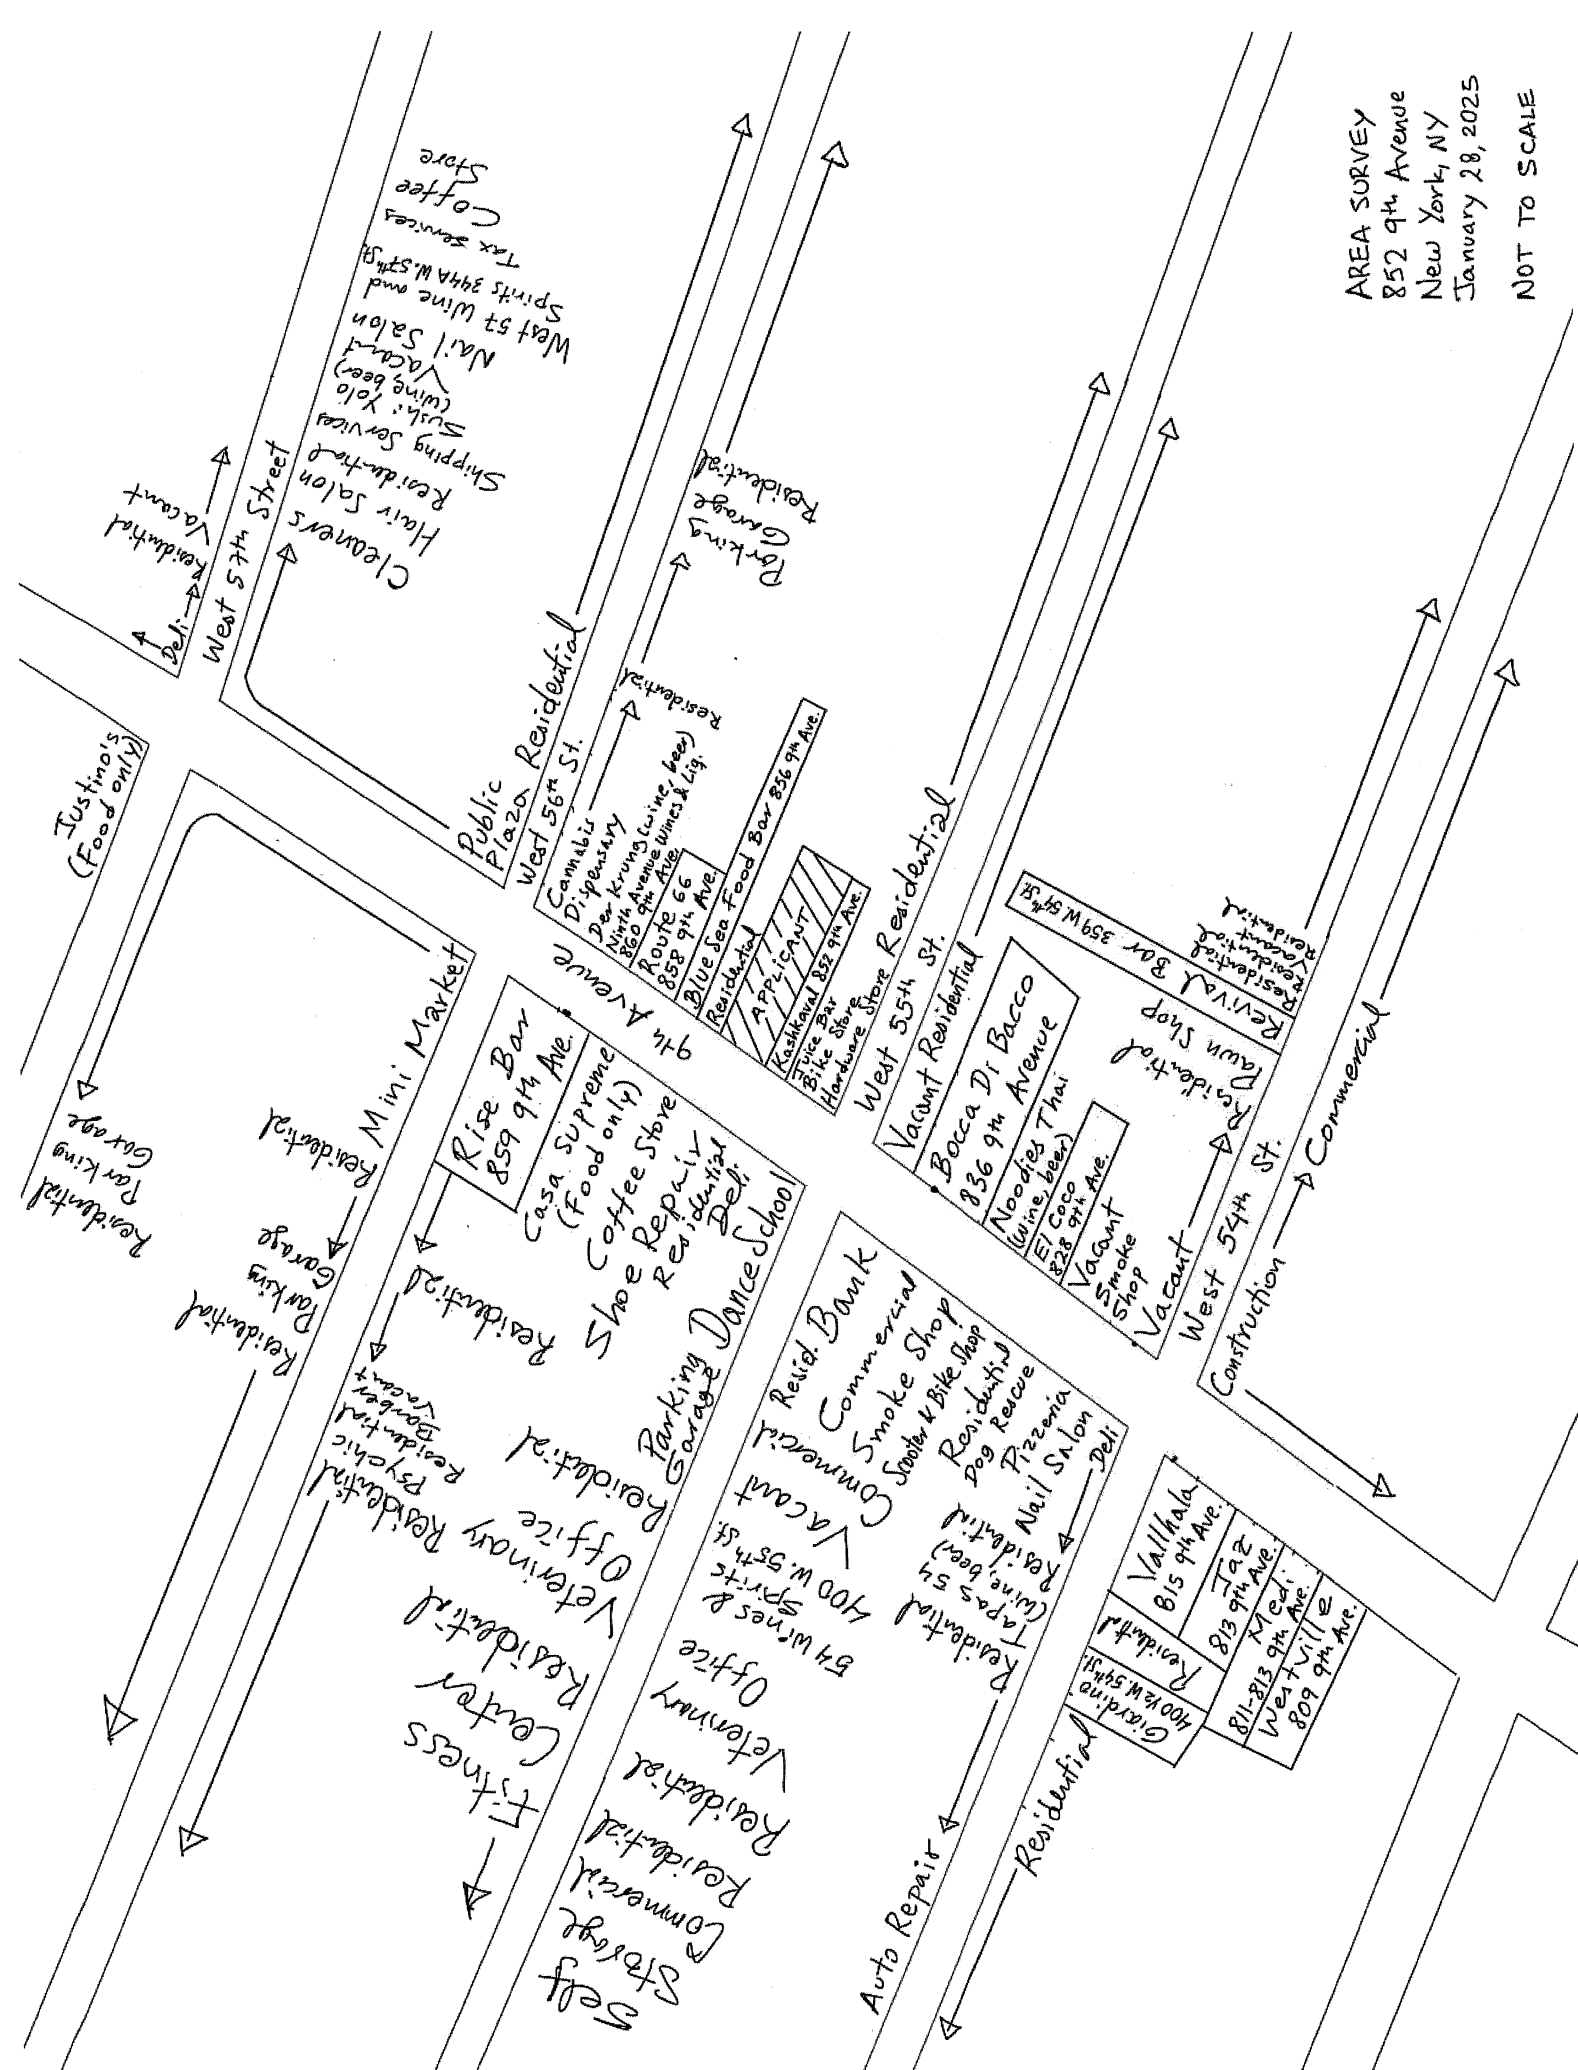 AREA SURVEY
852 9th Avenue
New York, NY
January 28, 2025
NOT TO SCALE
Justino's
(Food only)
Deli
Residential
Vacant
West 57th Street
Cleaners
Hair Salon
Residential
Shipping Services
Sushi Yolo
(wine, beer)
Vacant
Nail Salon
West 57 Wine and
Spirits 344A W. 57th St.
Tax services
Coffee
Store
Public
Plaza
Residential
West 56th St.
Cannabis
Dispensary
Residential
Parking
Garage
Residential
Der Krung (wine, beer)
Ninth Avenue Wines & Liq.
860 9th Ave.
Route 66
858 9th Ave.
Blue Sea Food Bar 856 9th Ave.
Residential
APPLICANT
Kashkaval 852 9th Ave.
Juice Bar
Bike Store
Hardware Store
Residential
9th Avenue
West 55th St.
Vacant
Residential
Bocca Di Bacco
836 9th Avenue
Noodies Thai
(wine, beer)
El Coco
828 9th Ave.
Vacant
Smoke
Shop
Vacant
Residential
Pawn Shop
Revival Bar 359 W. 54th St.
Residential
Residential
Vacant
Residential
West 54th St.
Construction
Commercial
Residential
Parking
Garage
Mini Market
Residential
Garage
Parking
Residential
Rise Bar
859 9th Ave.
Casa Supreme
(Food only)
Coffee Store
Shoe Repair
Residential
Deli
Dance School
Parking
Garage
Residential
Vacant
Barber
Residential
Psychic
Residential
Residential
Residential
Veterinary
Office
Residential
Fitness
Center
Bank
Resid.
Commercial
Smoke Shop
Scooter & Bike Shop
Residential
Dog Rescue
Pizzeria
Nail Salon
Deli
Commercial
Vacant
54 Wines &
Spirits
400 W. 55th St.
Veterinary
Office
Residential
Residential
Commercial
Self
Storage
Residential
Tapas 54
(wine, beer)
Residential
Auto Repair
Vallhala
815 9th Ave.
Jaz
813 9th Ave.
Medi
811-813 9th Ave.
Westville
809 9th Ave.
Residential
Giardino
400 1/2 W. 54th St.
Residential